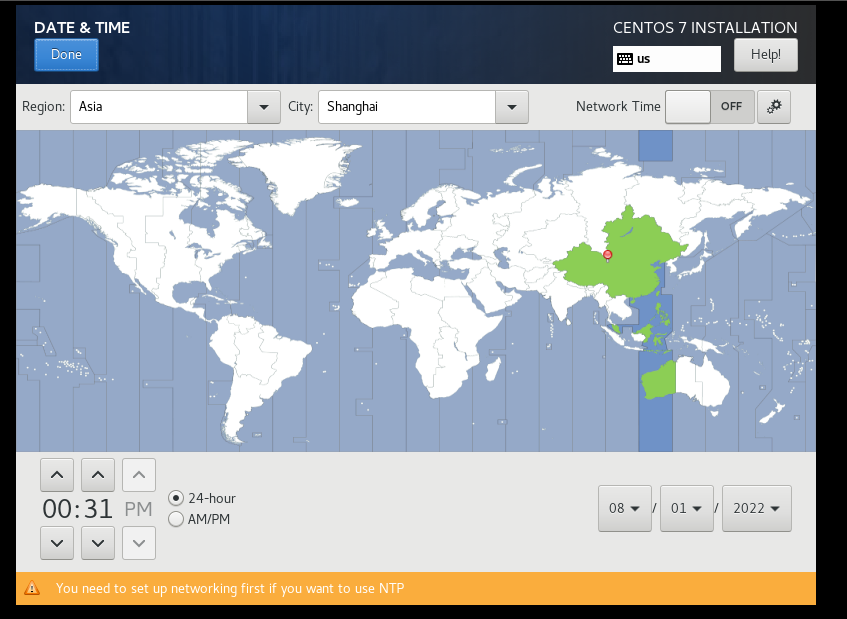 DATE & TIME
CENTOS 7 INSTALLATION
Done
us
Help!
Region: Asia City: Shanghai Network Time OFF
00:31 PM
24-hour
AM/PM
08 / 01 / 2022
You need to set up networking first if you want to use NTP